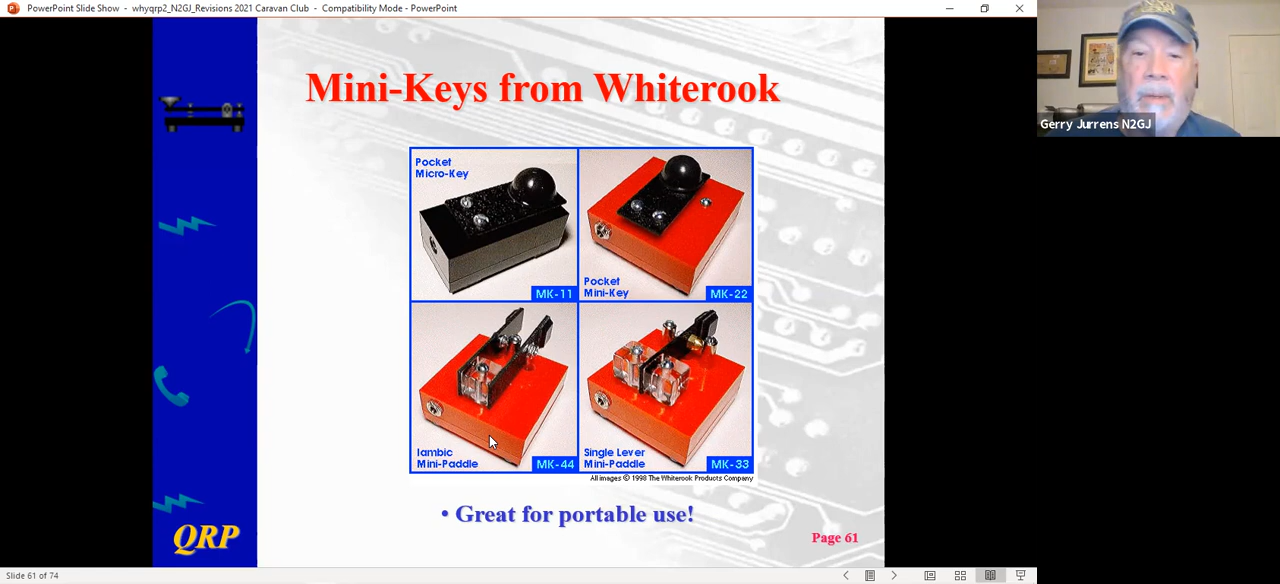 PowerPoint Slide Show - whyqrp2_N2GJ_Revisions 2021 Caravan Club - Compatibility Mode - PowerPoint
Mini-Keys from Whiterook
Pocket
Micro-Key
MK-11
Pocket
Mini-Key
MK-22
Iambic
Mini-Paddle
MK-44
Single Lever
Mini-Paddle
MK-33
All images © 1998 The Whiterook Products Company
• Great for portable use!
QRP
Page 61
Gerry Jurrens N2GJ
Slide 61 of 74